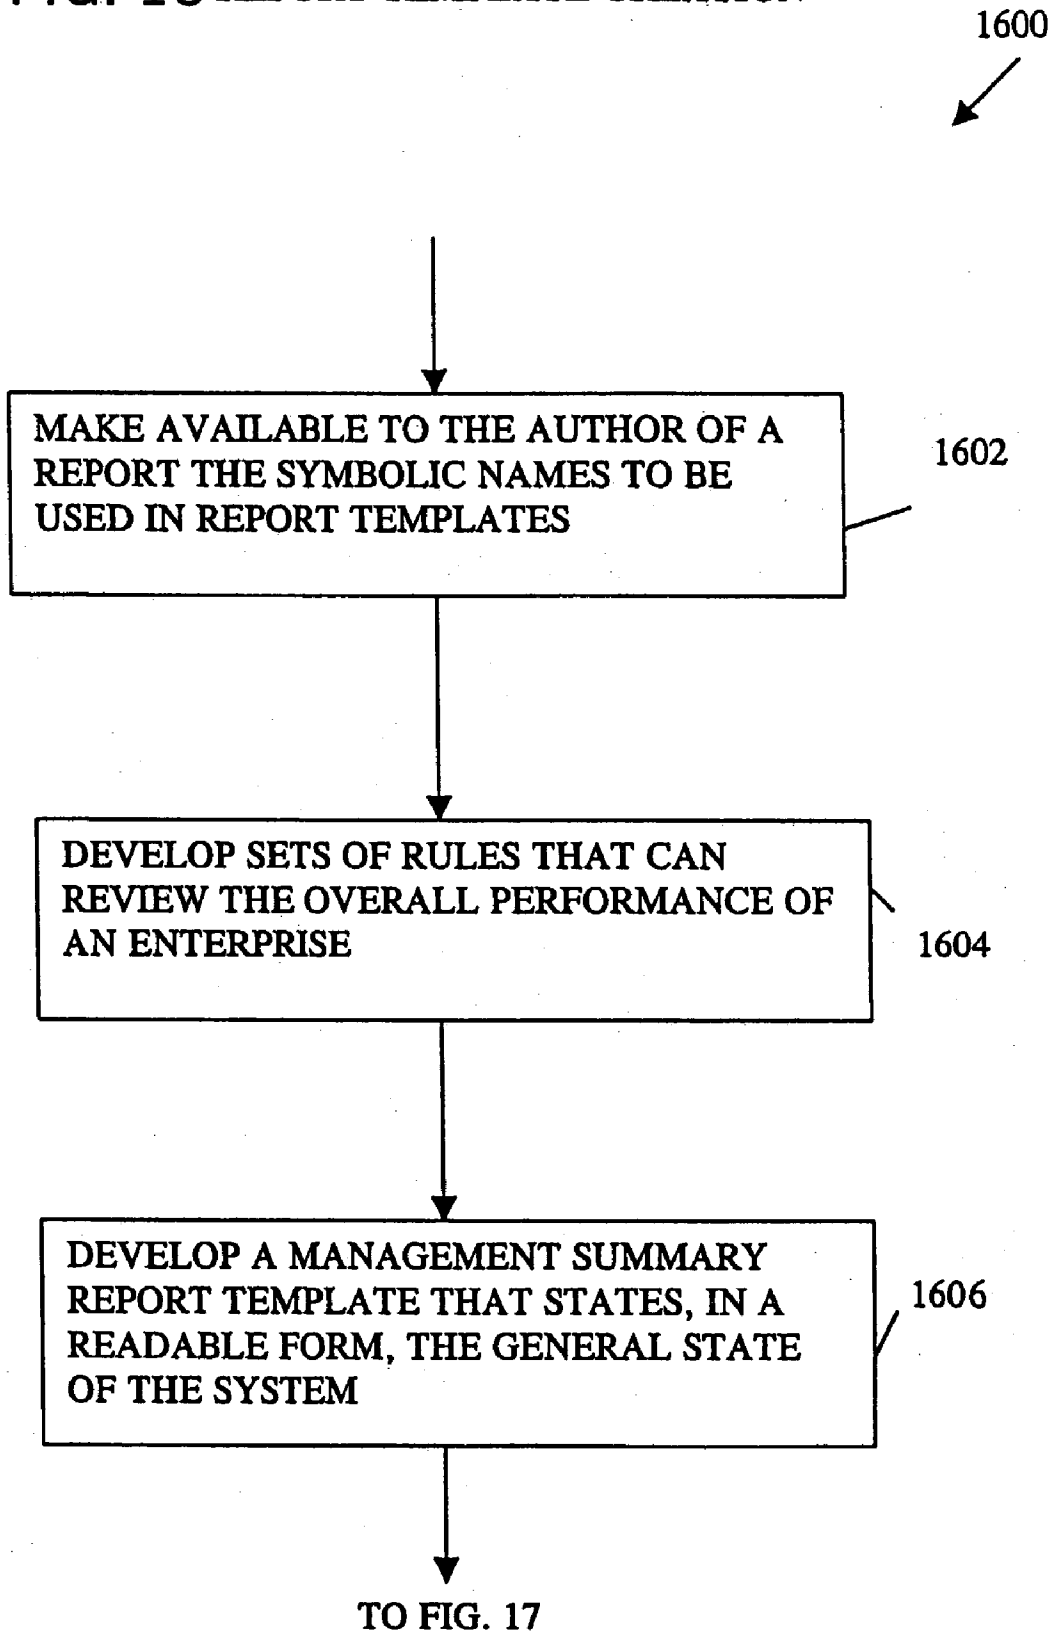 1600
MAKE AVAILABLE TO THE AUTHOR OF A
REPORT THE SYMBOLIC NAMES TO BE
USED IN REPORT TEMPLATES
1602
DEVELOP SETS OF RULES THAT CAN
REVIEW THE OVERALL PERFORMANCE OF
AN ENTERPRISE
1604
DEVELOP A MANAGEMENT SUMMARY
REPORT TEMPLATE THAT STATES, IN A
READABLE FORM, THE GENERAL STATE
OF THE SYSTEM
1606
TO FIG. 17